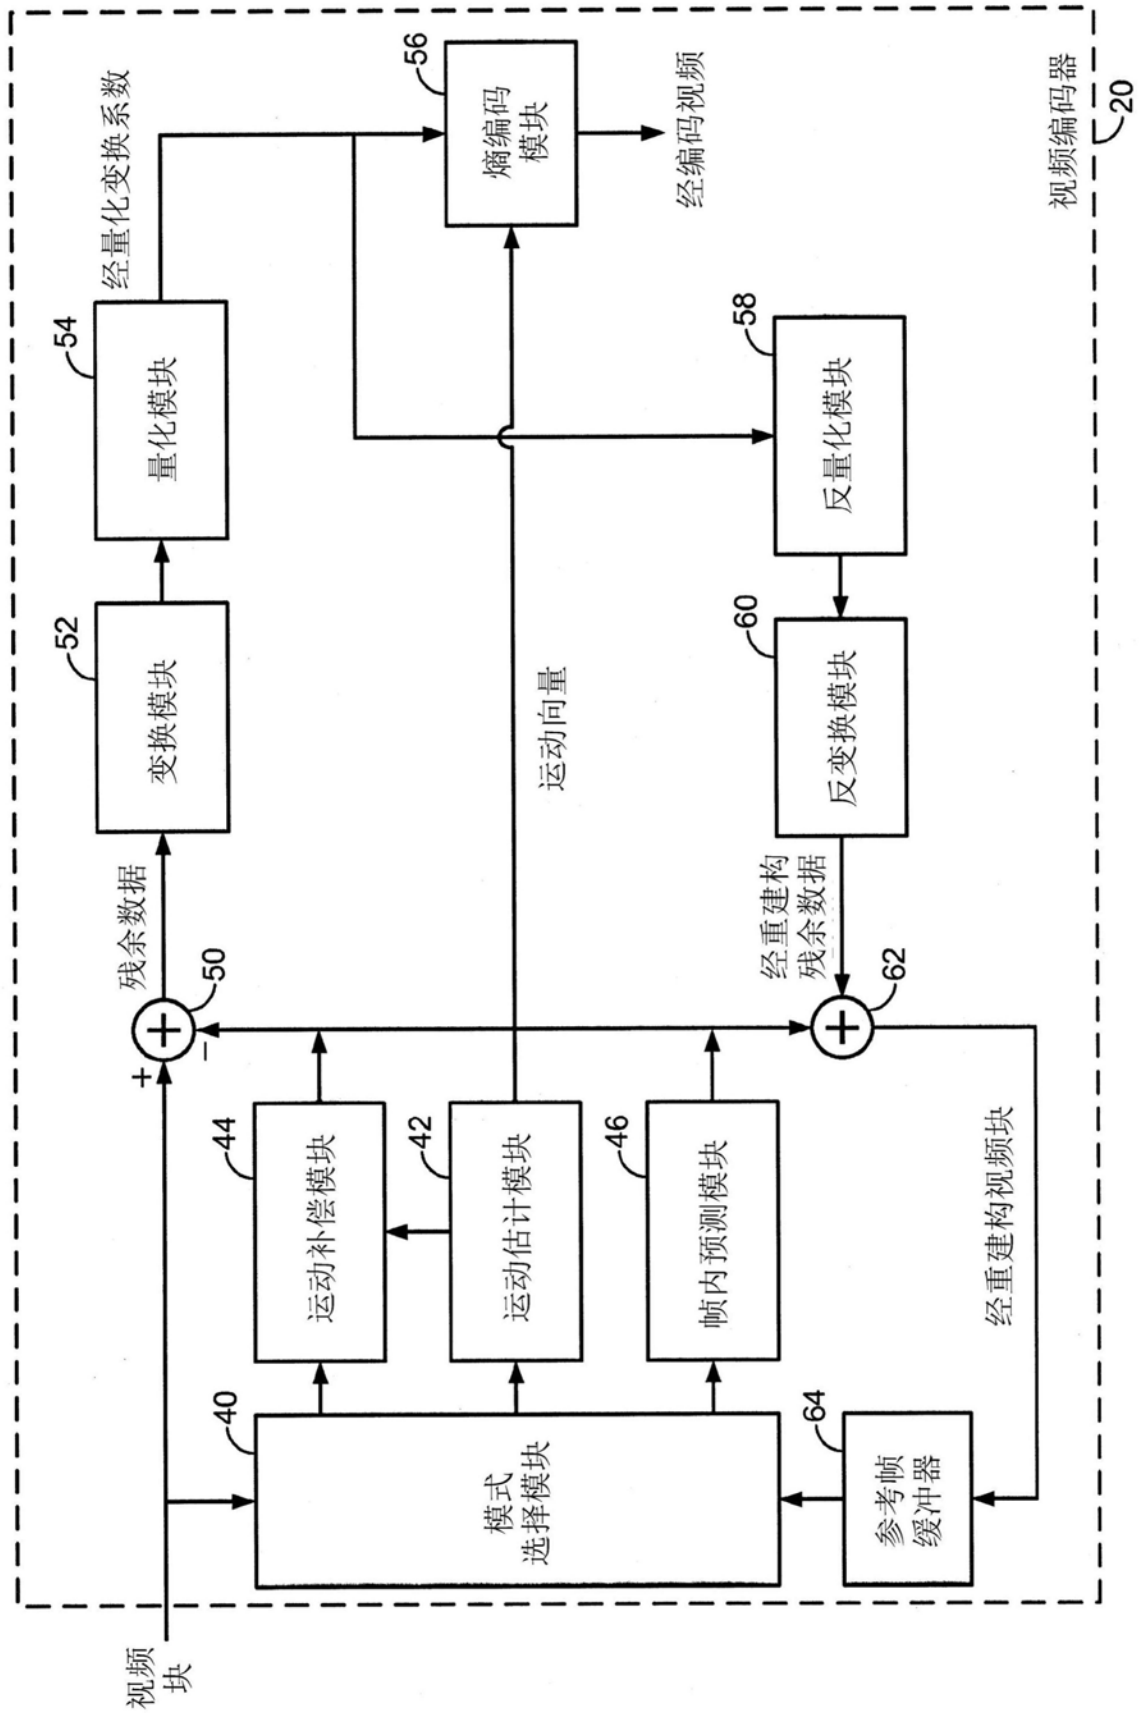 视频
块
+
−
50
残余数据
52
变换模块
54
量化模块
经量化变换系数
56
熵编码
模块
经编码视频
44
运动补偿模块
42
运动估计模块
运动向量
46
帧内预测模块
40
模式
选择模块
64
参考帧
缓冲器
58
反量化模块
60
反变换模块
经重建构
残余数据
62
经重建构视频块
视频编码器
20